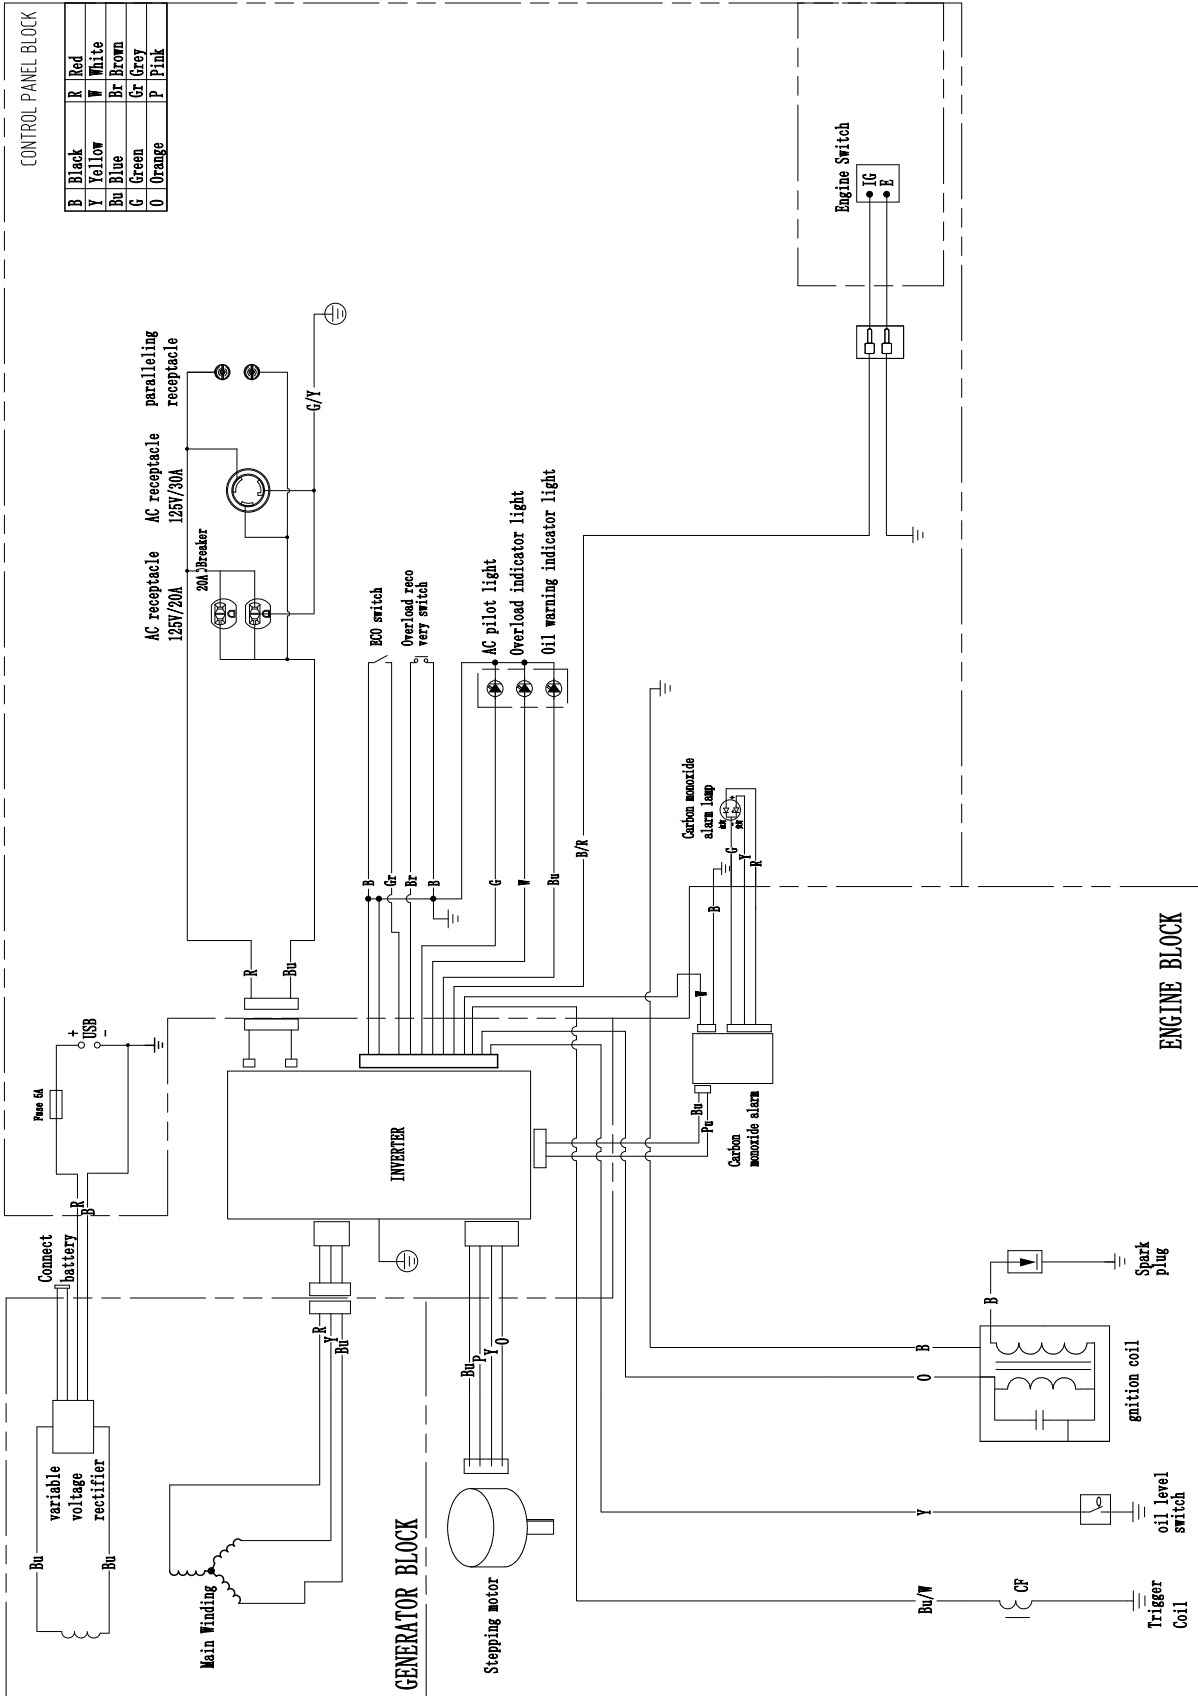 CONTROL PANEL BLOCK
B Black R Red
Y Yellow W White
Bu Blue Br Brown
G Green Gr Grey
O Orange P Pink
Connect
battery
R
B
Fuse 5A
+
USB
-
variable
voltage
rectifier
Bu
Bu
Main Winding
R
Y
Bu
GENERATOR BLOCK
Stepping motor
Bu
P
Y
O
INVERTER
R
Bu
AC receptacle
125V/20A
20A Breaker
AC receptacle
125V/30A
paralleling
receptacle
G/Y
ECO switch
Overload reco
very switch
B
Gr
Br
B
AC pilot light
Overload indicator light
Oil warning indicator light
G
W
Bu
B/R
Engine Switch
IG
E
Carbon monoxide
alarm lamp
G
Y
R
B
W
Bu
Pu
Carbon
monoxide alarm
ENGINE BLOCK
B
Spark
plug
B
O
gnition coil
Y
oil level
switch
Bu/W
CF
Trigger
Coil